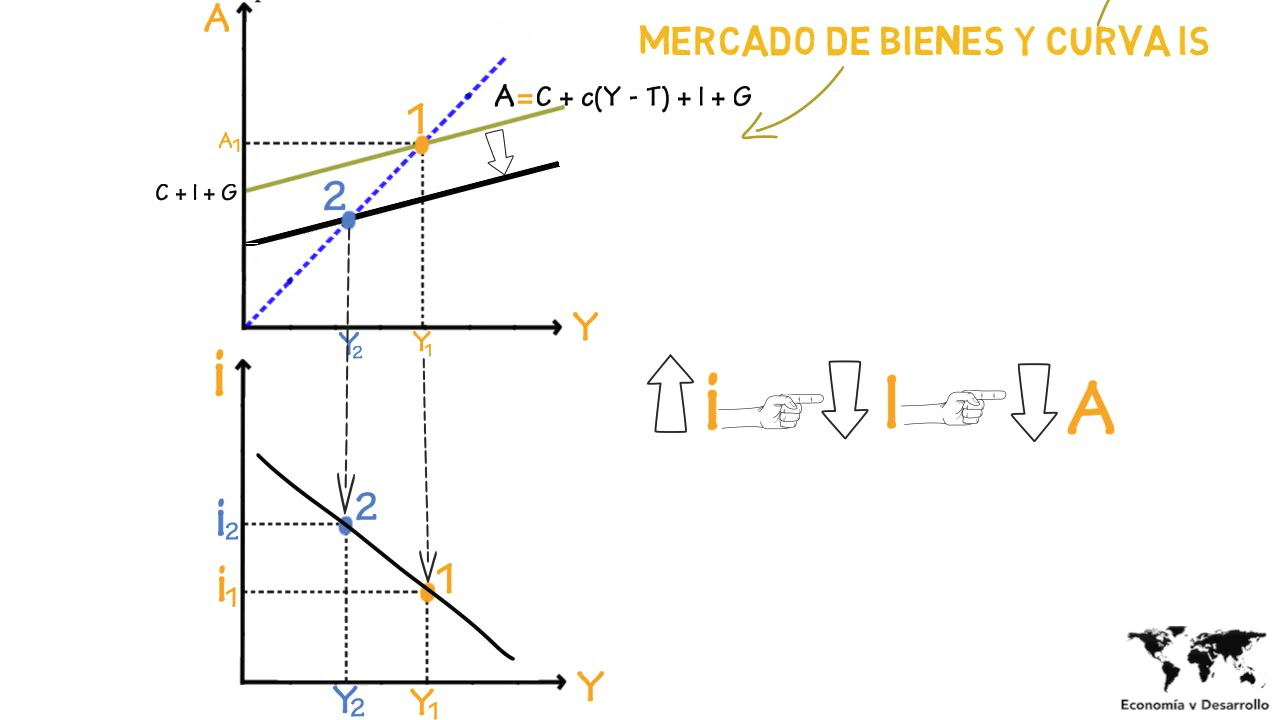 A
MERCADO DE BIENES Y CURVA IS
A=C + c(Y - T) + I + G
1
A1
C + I + G
2
Y
Y2
Y1
i
i
I
A
i2
2
i1
1
Y
Y2
Y1
Economía y Desarrollo